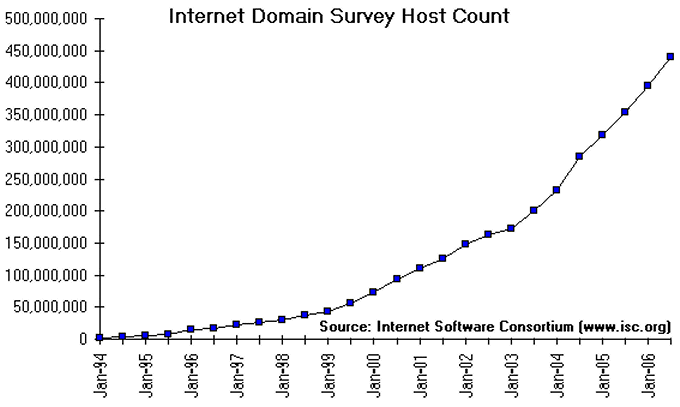 Internet Domain Survey Host Count
500,000,000
450,000,000
400,000,000
350,000,000
300,000,000
250,000,000
200,000,000
150,000,000
100,000,000
50,000,000
0
Source: Internet Software Consortium (www.isc.org)
Jan-94
Jan-95
Jan-96
Jan-97
Jan-98
Jan-99
Jan-00
Jan-01
Jan-02
Jan-03
Jan-04
Jan-05
Jan-06